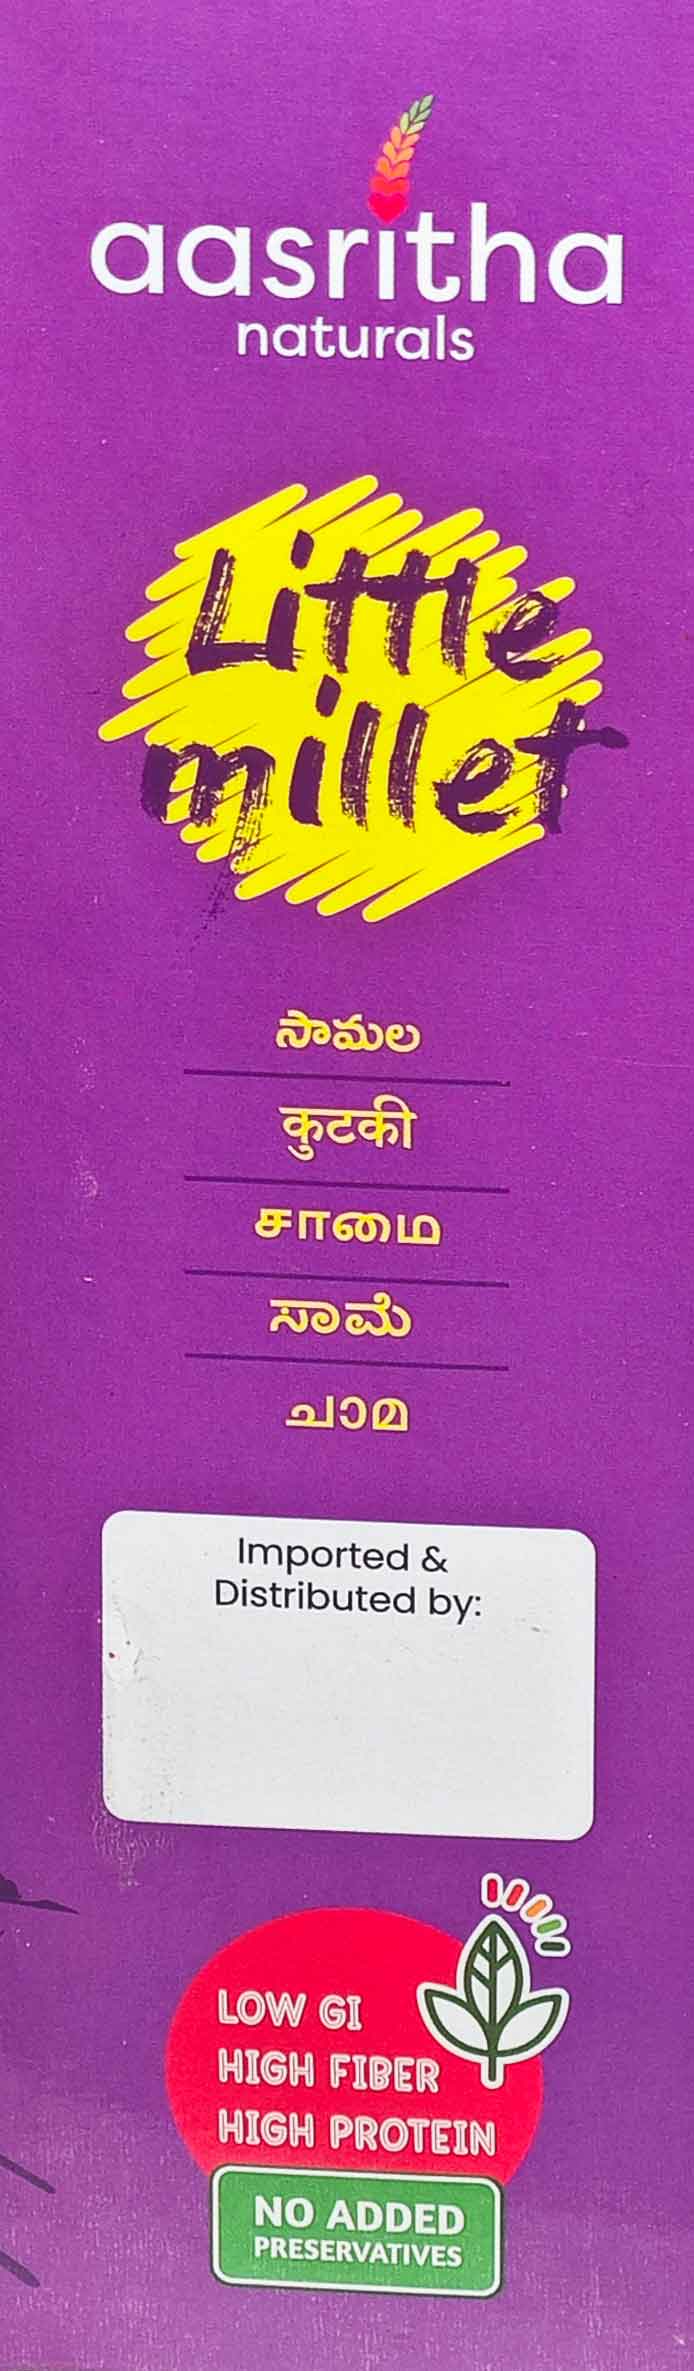 aasritha
naturals
Little
millet
సామల
कुटकी
சாமை
ಸಾಮೆ
ചാമ
Imported &
Distributed by:
LOW GI
HIGH FIBER
HIGH PROTEIN
NO ADDED
PRESERVATIVES